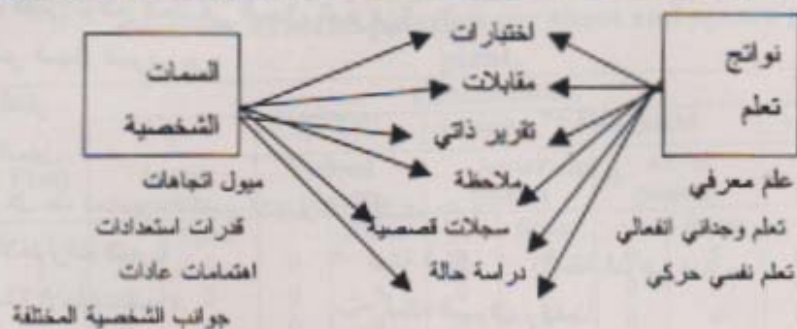 نواتج
تعلم
علم معرفي
تعلم وجداني انفعالي
تعلم نفسي حركي
اختبارات
مقابلات
تقرير ذاتي
ملاحظة
سجلات قصصية
دراسة حالة
السمات
الشخصية
ميول اتجاهات
قدرات استعدادات
اهتمامات عادات
جوانب الشخصية المختلفة